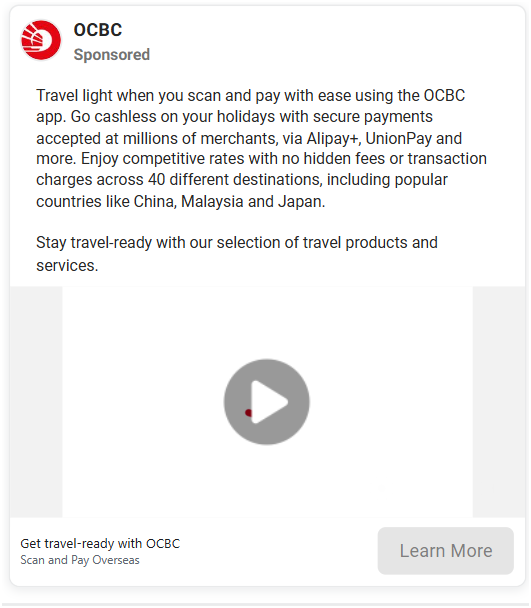 OCBC
Sponsored
Travel light when you scan and pay with ease using the OCBC
app. Go cashless on your holidays with secure payments
accepted at millions of merchants, via Alipay+, UnionPay and
more. Enjoy competitive rates with no hidden fees or transaction
charges across 40 different destinations, including popular
countries like China, Malaysia and Japan.
Stay travel-ready with our selection of travel products and
services.
Get travel-ready with OCBC
Scan and Pay Overseas
Learn More